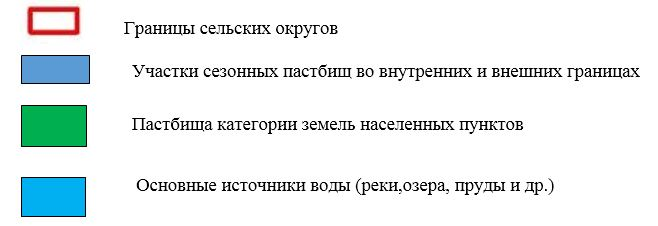 Границы сельских округов
Участки сезонных пастбищ во внутренних и внешних границах
Пастбища категории земель населенных пунктов
Основные источники воды (реки,озера, пруды и др.)